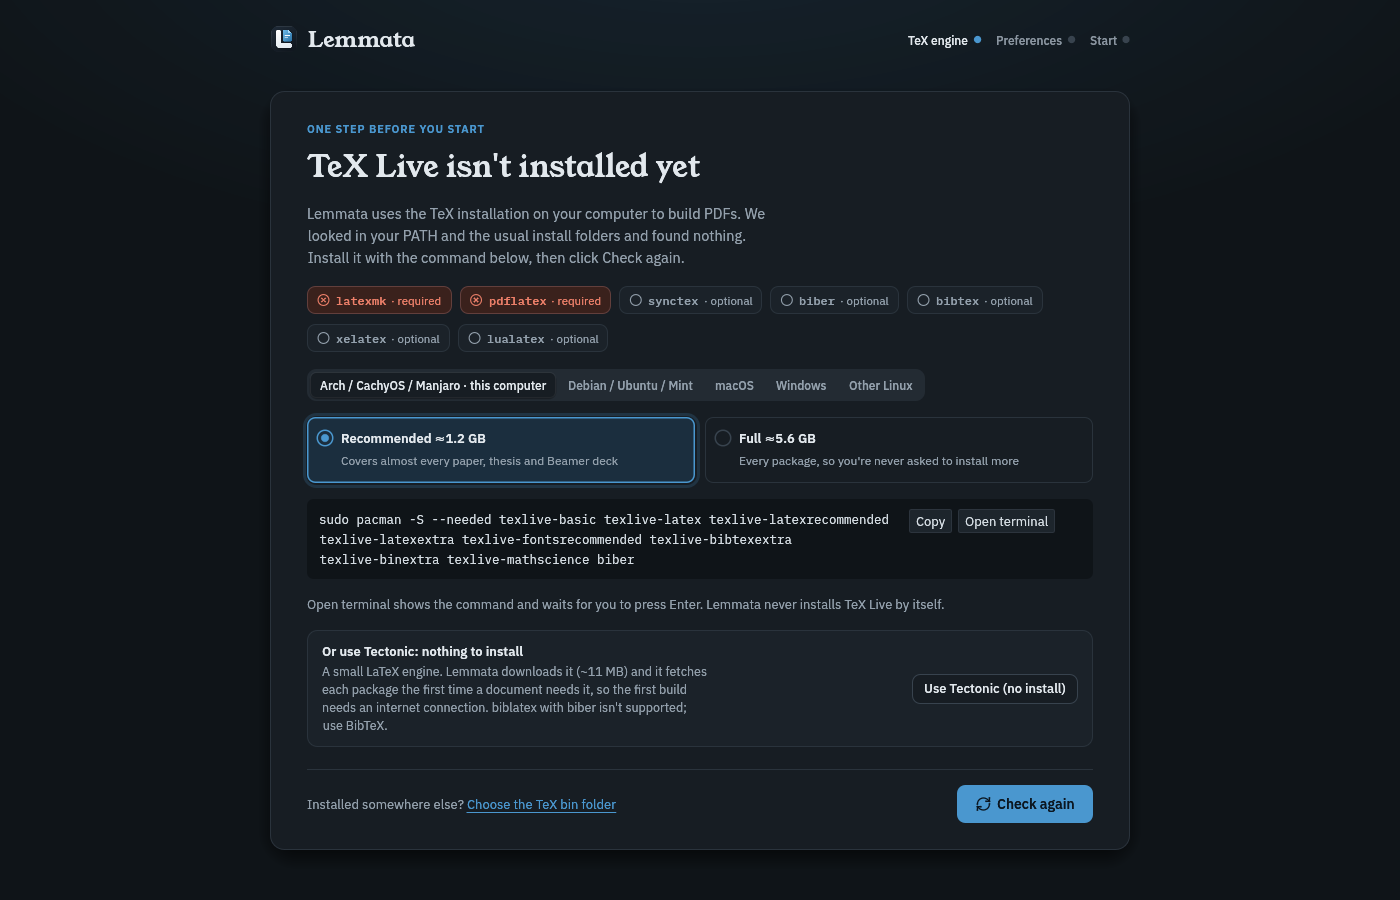 Lemmata
TeX engine
Preferences
Start
ONE STEP BEFORE YOU START
TeX Live isn't installed yet
Lemmata uses the TeX installation on your computer to build PDFs. We
looked in your PATH and the usual install folders and found nothing.
Install it with the command below, then click Check again.
latexmk · required
pdflatex · required
synctex · optional
biber · optional
bibtex · optional
xelatex · optional
lualatex · optional
Arch / CachyOS / Manjaro · this computer
Debian / Ubuntu / Mint
macOS
Windows
Other Linux
Recommended ≈1.2 GB
Covers almost every paper, thesis and Beamer deck
Full ≈5.6 GB
Every package, so you're never asked to install more
sudo pacman -S --needed texlive-basic texlive-latex texlive-latexrecommended
texlive-latexextra texlive-fontsrecommended texlive-bibtexextra
texlive-binextra texlive-mathscience biber
Copy
Open terminal
Open terminal shows the command and waits for you to press Enter. Lemmata never installs TeX Live by itself.
Or use Tectonic: nothing to install
A small LaTeX engine. Lemmata downloads it (~11 MB) and it fetches
each package the first time a document needs it, so the first build
needs an internet connection. biblatex with biber isn't supported;
use BibTeX.
Use Tectonic (no install)
Installed somewhere else? Choose the TeX bin folder
Check again